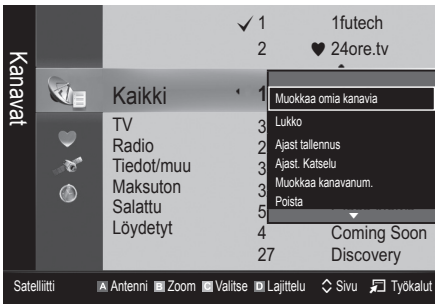 Kanavat
✓ 1 1futech
2 ♥ 24ore.tv
Kaikki 1
TV 3
Radio 2
Tiedot/muu 3
Maksuton 3
Salattu 5
Löydetyt 4 Coming Soon
27 Discovery
Muokkaa omia kanavia
Lukko
Ajast tallennus
Ajast. Katselu
Muokkaa kanavanum.
Poista
Satelliitti A Antenni B Zoom C Valitse D Lajittelu Sivu Työkalut